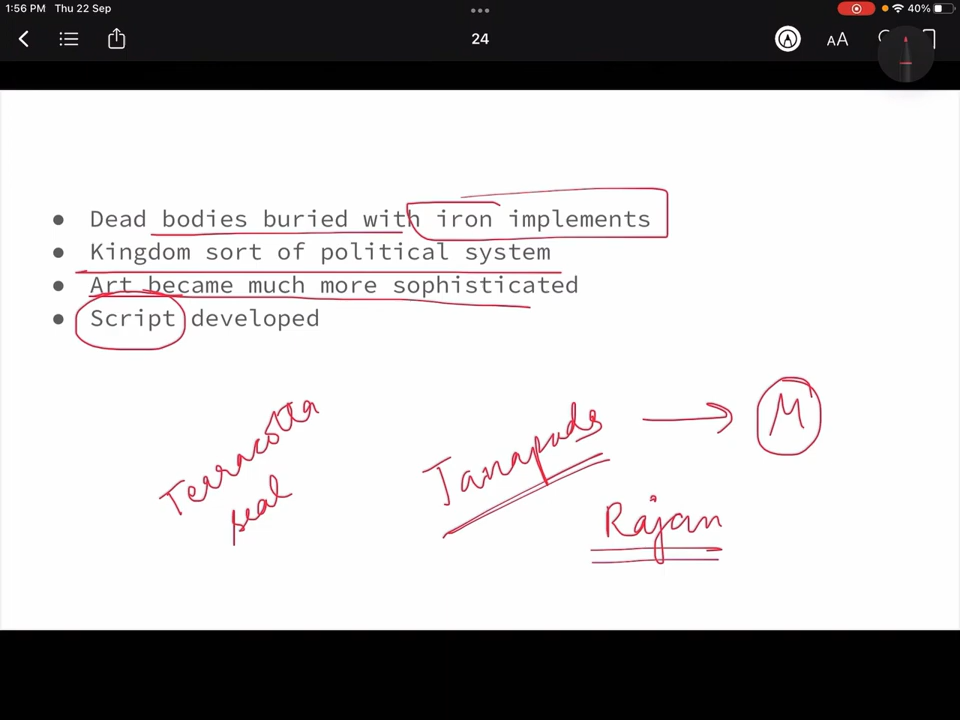 1:56 PM Thu 22 Sep
40%
24
AA
● Dead bodies buried with iron implements
● Kingdom sort of political system
● Art became much more sophisticated
● Script developed
Terracotta
seal
Janapads → M
Rajan